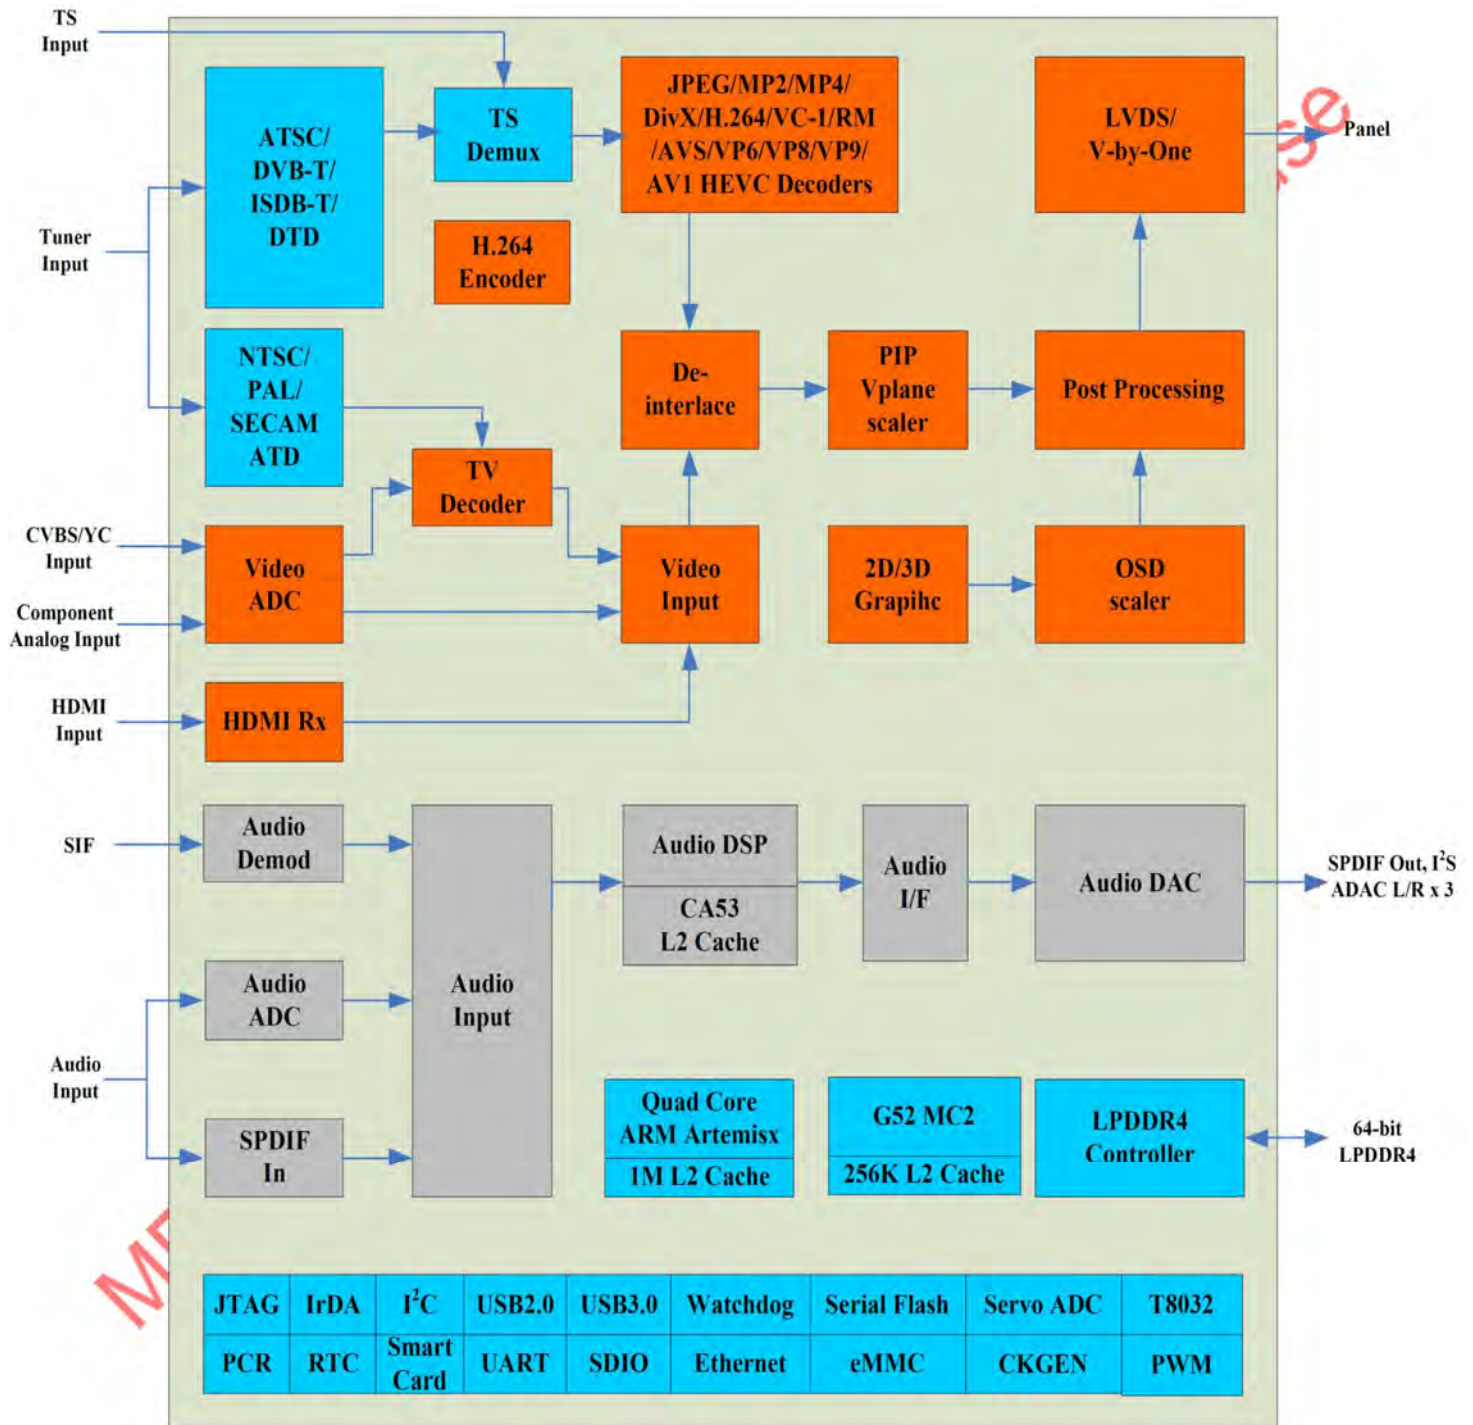 TS
Input
ATSC/
DVB-T/
ISDB-T/
DTD
TS
Demux
JPEG/MP2/MP4/
DivX/H.264/VC-1/RM
/AVS/VP6/VP8/VP9/
AV1 HEVC Decoders
LVDS/
V-by-One
Panel
Tuner
Input
H.264
Encoder
NTSC/
PAL/
SECAM
ATD
TV
Decoder
De-
interlace
PIP
Vplane
scaler
Post Processing
CVBS/YC
Input
Component
Analog Input
Video
ADC
Video
Input
2D/3D
Grapihc
OSD
scaler
HDMI
Input
HDMI Rx
SIF
Audio
Demod
Audio
Input
Audio DSP
CA53
L2 Cache
Audio
I/F
Audio DAC
SPDIF Out, I²S
ADAC L/R x 3
Audio
Input
Audio
ADC
SPDIF
In
Quad Core
ARM Artemisx
1M L2 Cache
G52 MC2
256K L2 Cache
LPDDR4
Controller
64-bit
LPDDR4
JTAG IrDA I²C USB2.0 USB3.0 Watchdog Serial Flash Servo ADC T8032
PCR RTC Smart Card UART SDIO Ethernet eMMC CKGEN PWM